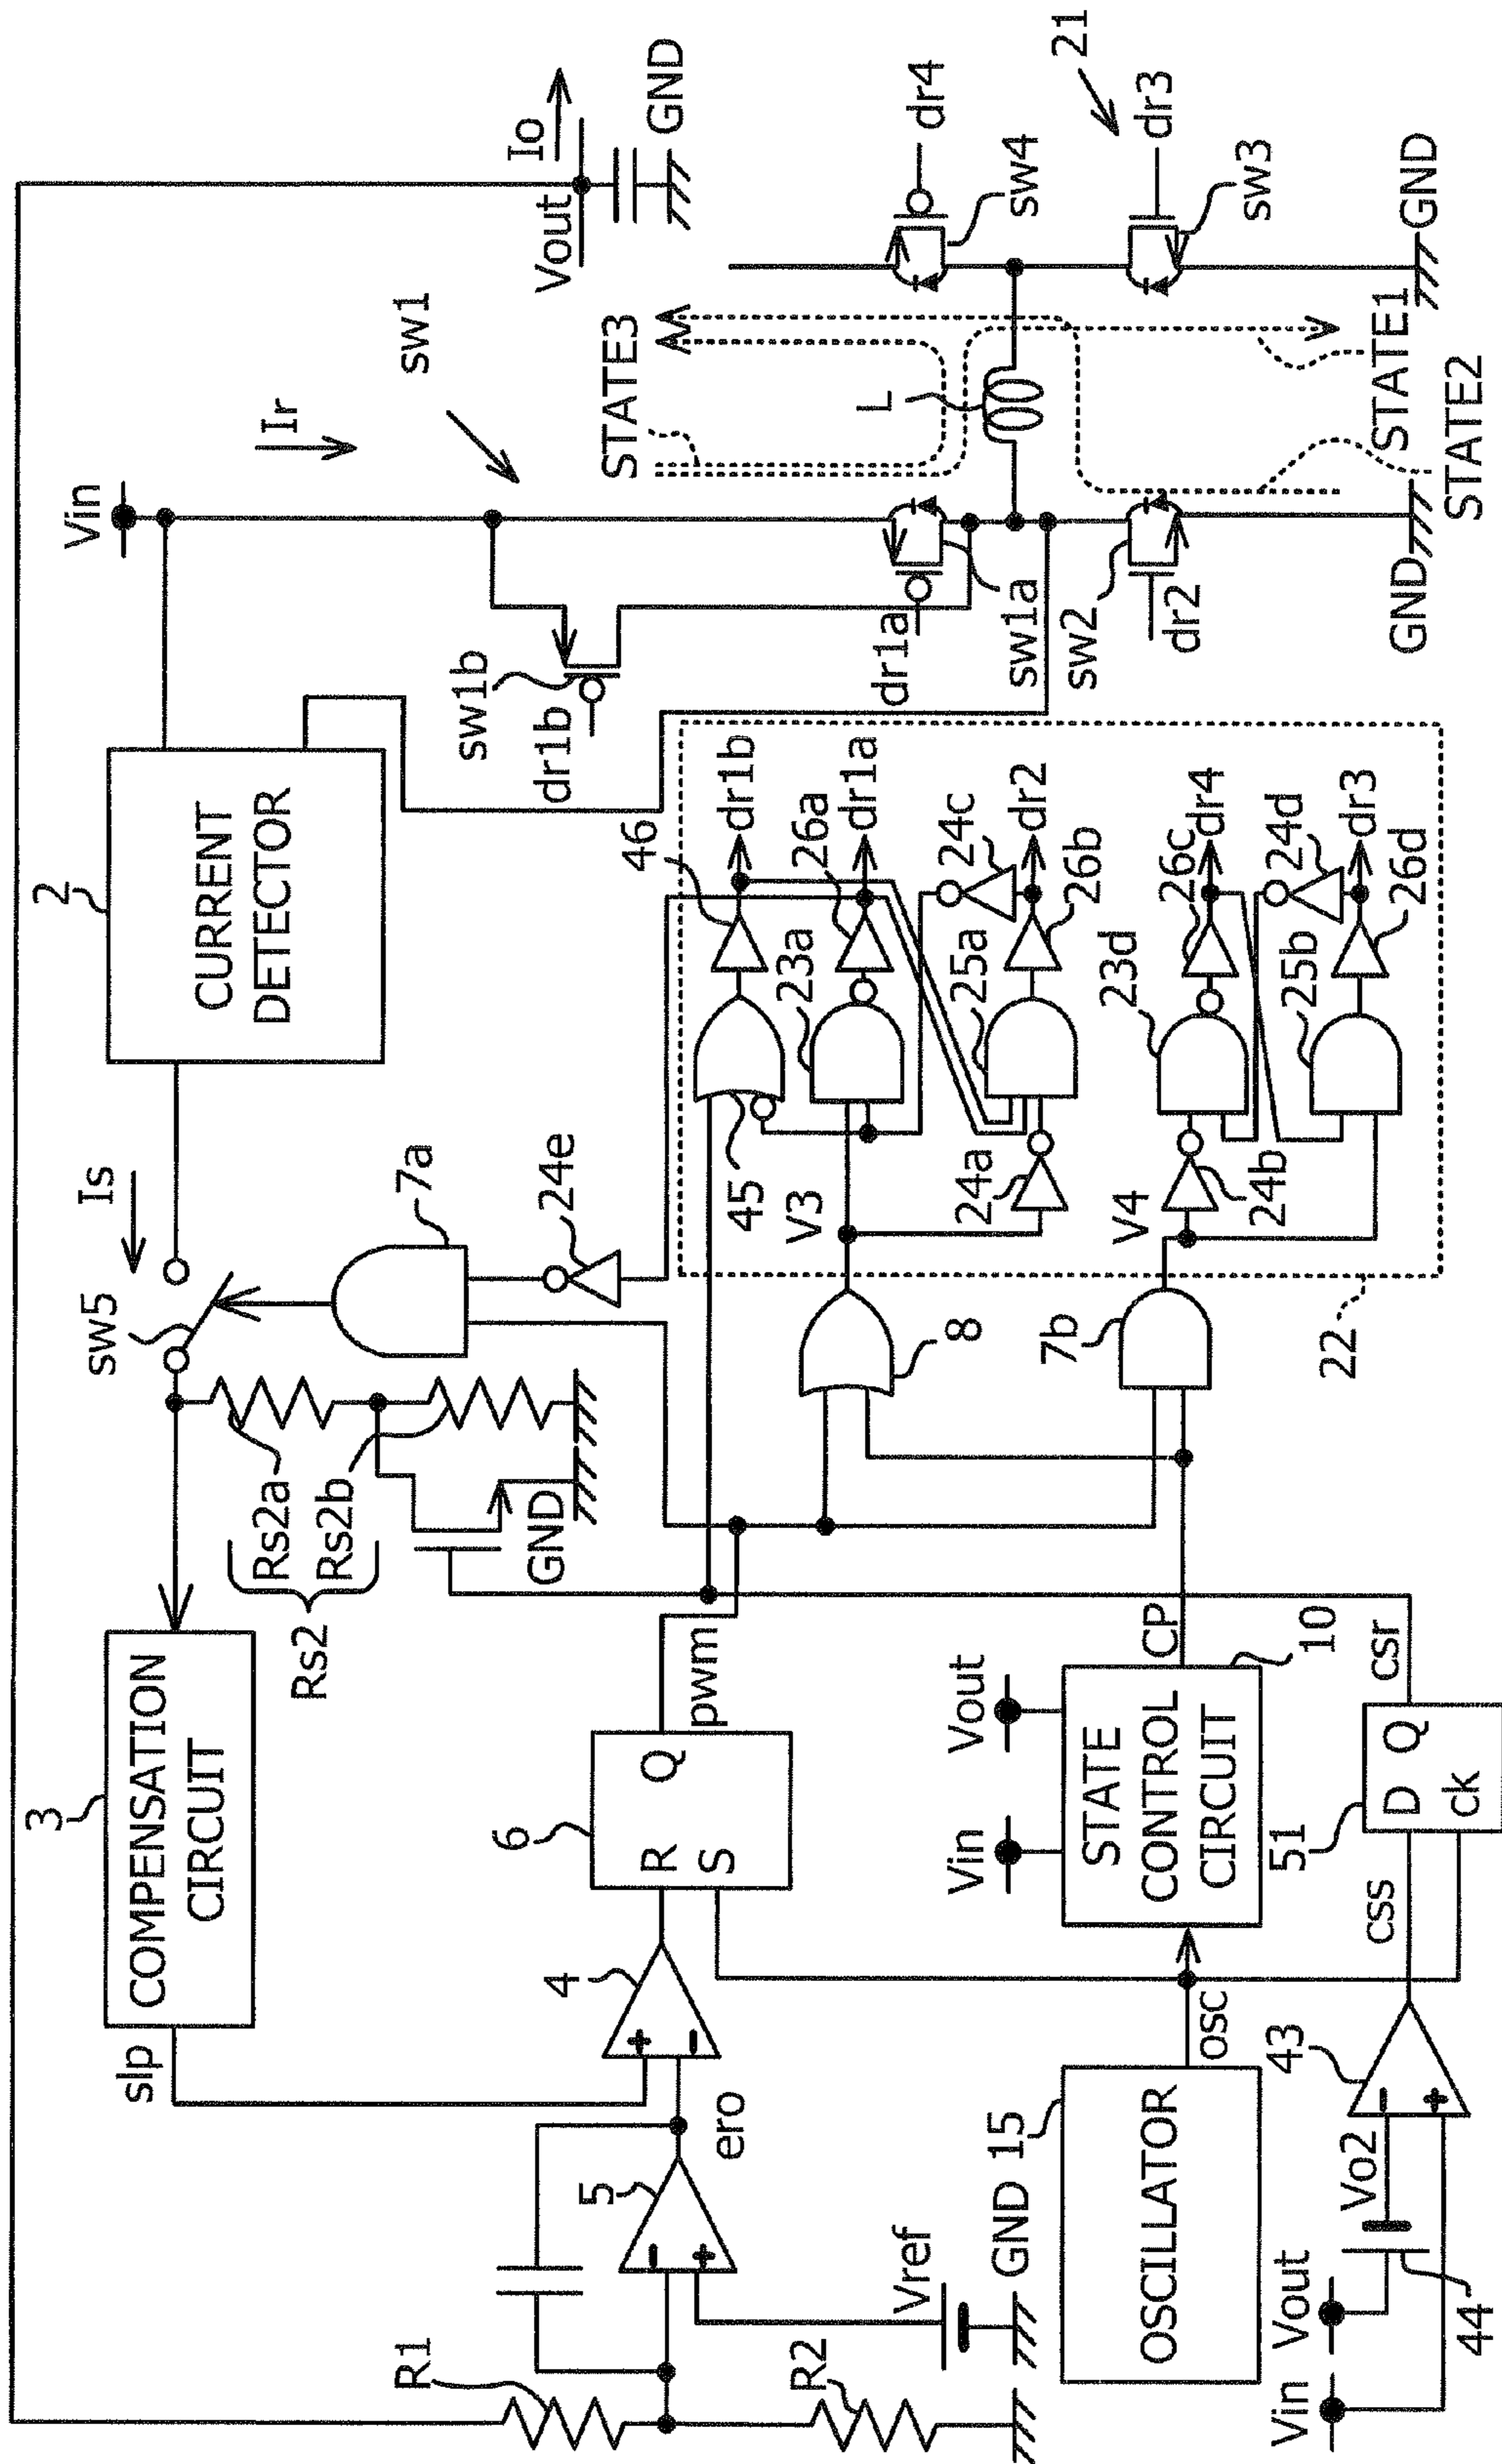 2
CURRENT
DETECTOR
Vin
Ir
sw1
Io
Vout
GND
3
COMPENSATION
CIRCUIT
slp
Is
sw5
Rs2a
Rs2b
Rs2
GND
7a
24e
sw1b
dr1b
STATE3
dr4
sw4
21
dr3
sw3
GND
L
dr1a
sw1a
sw2
dr2
GND
STATE1
STATE2
R1
R2
5
ero
Vref
GND
4
6
R
S
Q
pwm
8
7b
V3
V4
45
46
dr1b
23a
26a
dr1a
24a
25a
24c
dr2
26b
24b
23d
26c
dr4
25b
24d
dr3
26d
22
15
OSCILLATOR
osc
Vin
Vout
STATE
CONTROL
CIRCUIT
10
CP
Vin
Vout
44
Vo2
43
css
51
D
Q
ck
csr